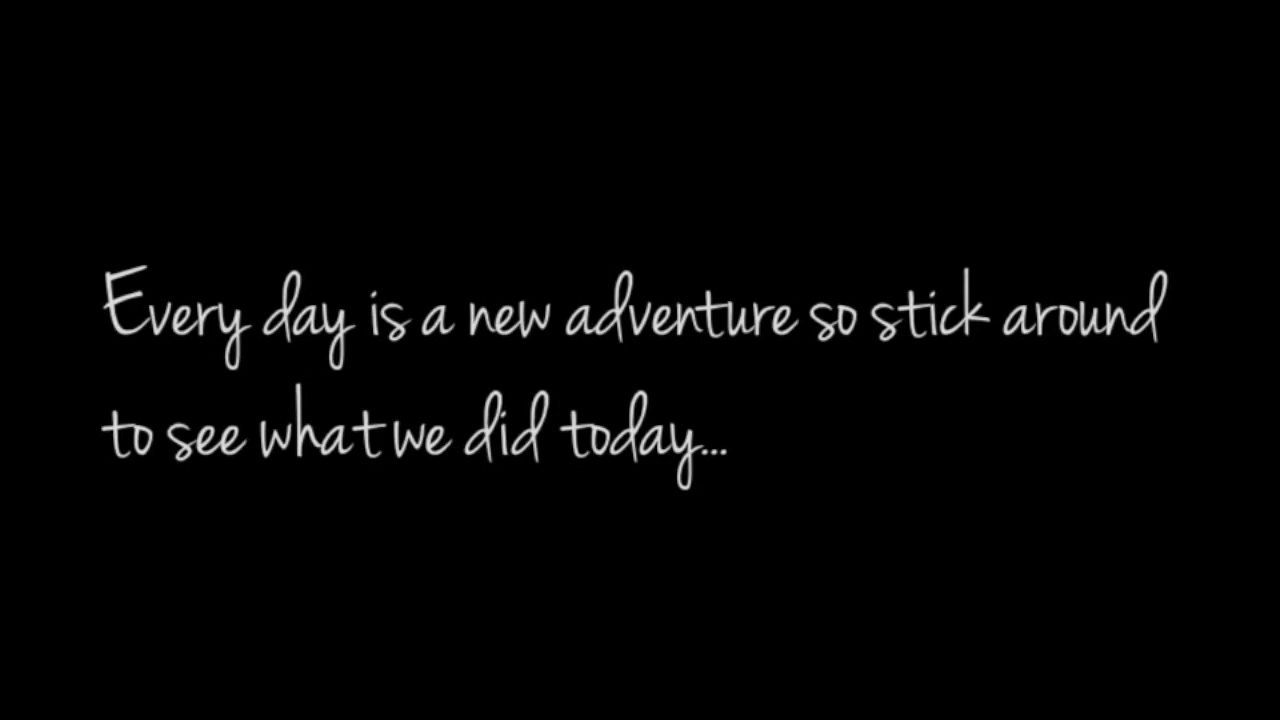 Every day is a new adventure so stick around
to see what we did today...